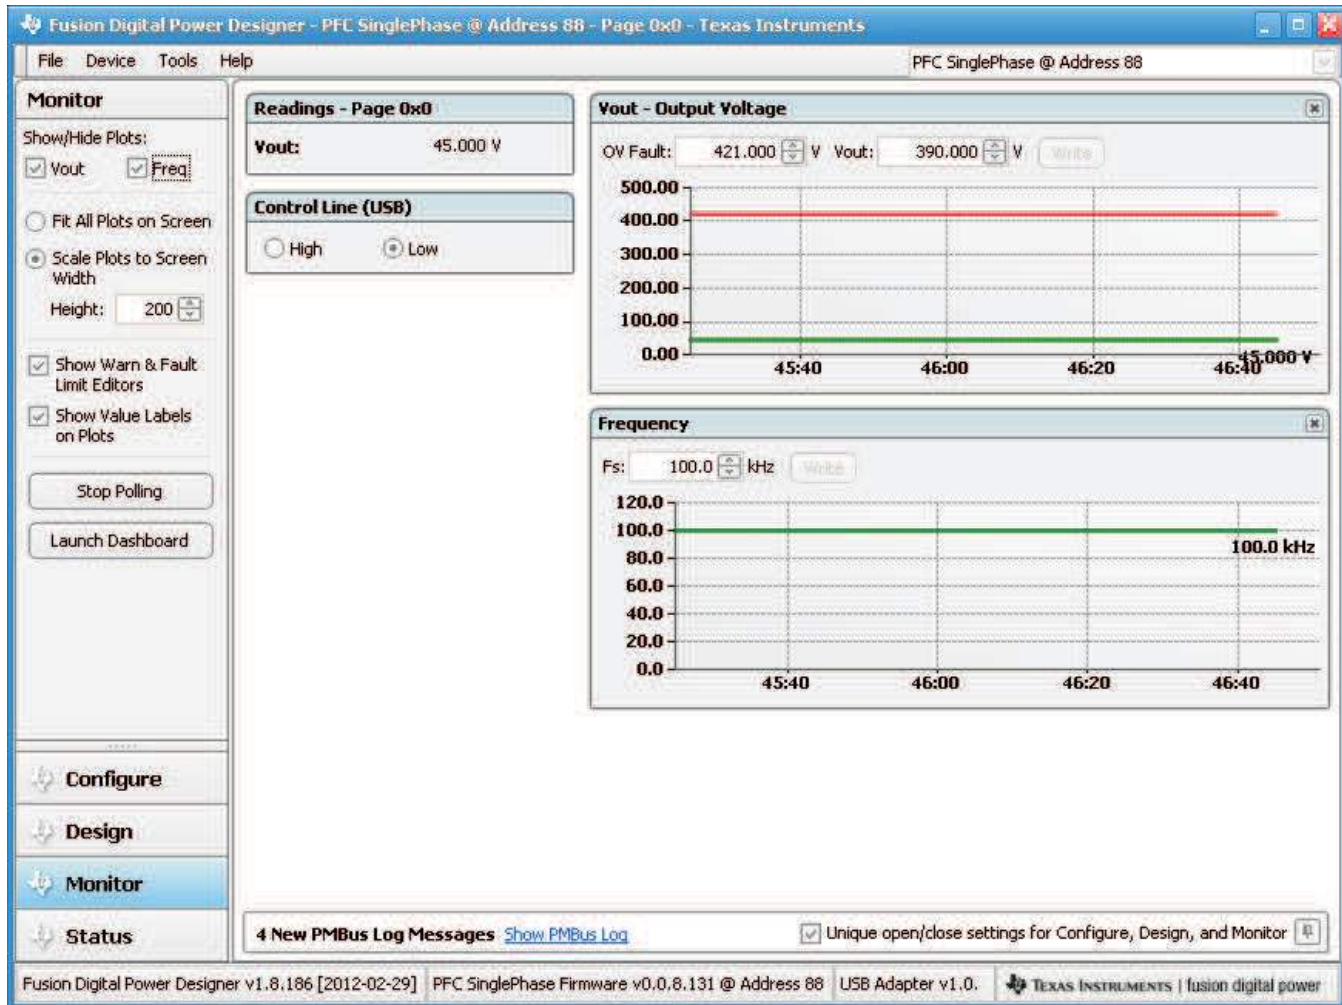 Fusion Digital Power Designer - PFC SinglePhase @ Address 88 - Page 0x0 - Texas Instruments
File Device Tools Help
PFC SinglePhase @ Address 88
Monitor
Show/Hide Plots:
Vout Freq
Fit All Plots on Screen
Scale Plots to Screen
Width
Height: 200
Show Warn & Fault
Limit Editors
Show Value Labels
on Plots
Stop Polling
Launch Dashboard
Configure
Design
Monitor
Status
Readings - Page 0x0
Vout: 45.000 V
Control Line (USB)
High Low
Vout - Output Voltage
OV Fault: 421.000 V Vout: 390.000 V Write
500.00
400.00
300.00
200.00
100.00
0.00
45:40 46:00 46:20 46:40
45.000 V
Frequency
Fs: 100.0 kHz Write
120.0
100.0
100.0 kHz
80.0
60.0
40.0
20.0
0.0
45:40 46:00 46:20 46:40
4 New PMBus Log Messages Show PMBus Log
Unique open/close settings for Configure, Design, and Monitor
Fusion Digital Power Designer v1.8.186 [2012-02-29] PFC SinglePhase Firmware v0.0.8.131 @ Address 88 USB Adapter v1.0. TEXAS INSTRUMENTS | fusion digital power